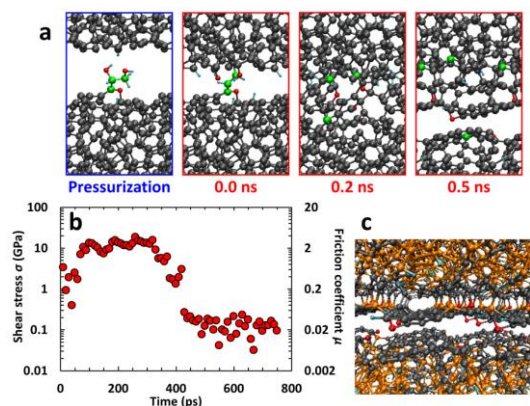 a
Pressurization 0.0 ns 0.2 ns 0.5 ns
b
c
Shear stress σ (GPa)
100
10
1
0.1
0.01
0 200 400 600 800
Time (ps)
20
2
0.2
0.02
0.002
Friction coefficient μ